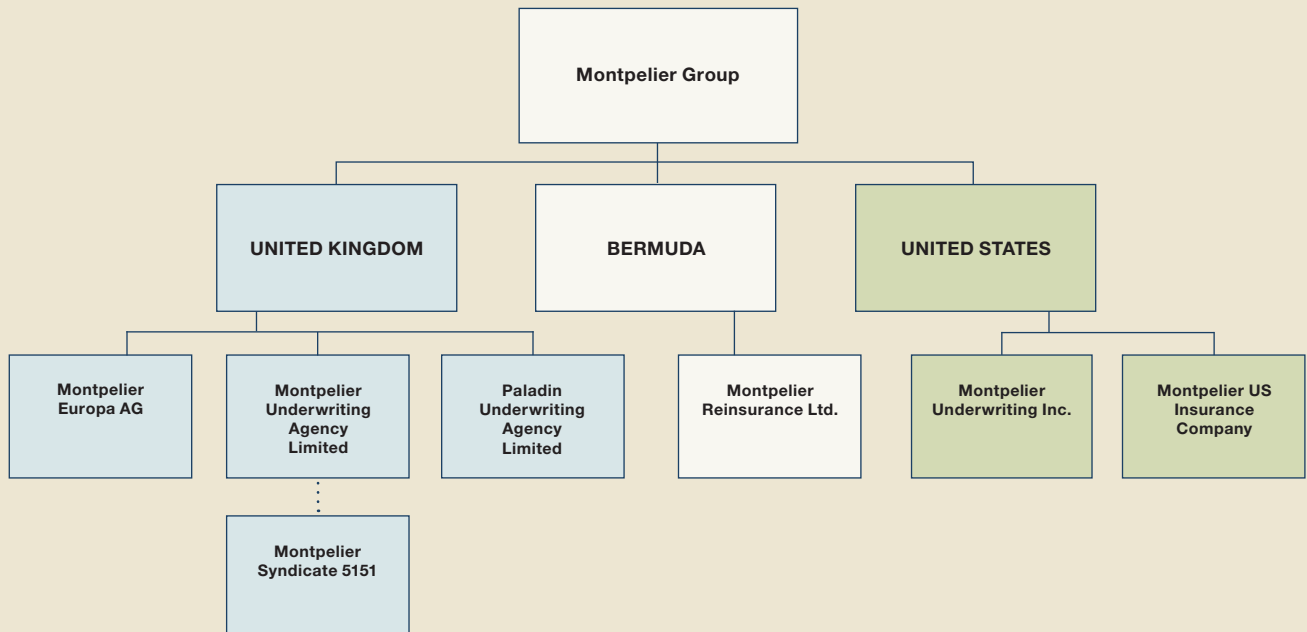 Montpelier Group
UNITED KINGDOM
BERMUDA
UNITED STATES
Montpelier
Europa AG
Montpelier
Underwriting
Agency
Limited
Paladin
Underwriting
Agency
Limited
Montpelier
Reinsurance Ltd.
Montpelier
Underwriting Inc.
Montpelier US
Insurance
Company
Montpelier
Syndicate 5151